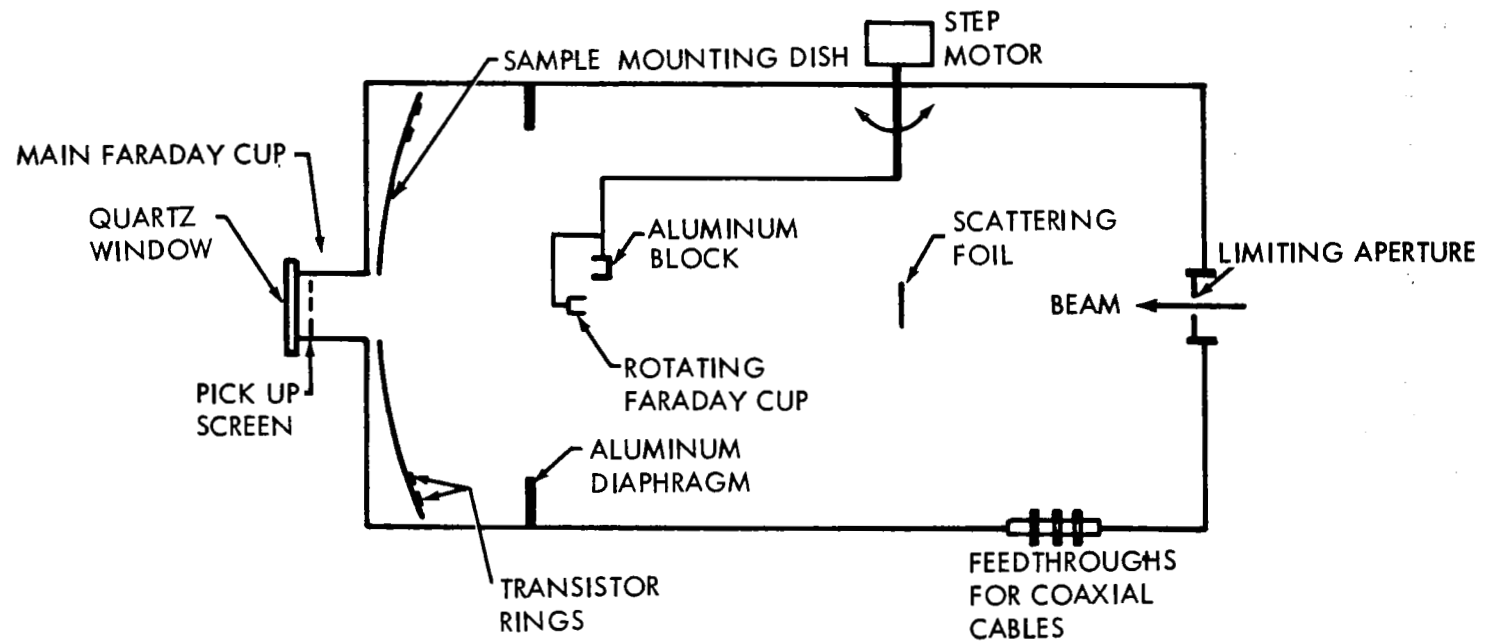 STEP
MOTOR
SAMPLE MOUNTING DISH
MAIN FARADAY CUP
QUARTZ
WINDOW
ALUMINUM
BLOCK
SCATTERING
FOIL
LIMITING APERTURE
BEAM
ROTATING
FARADAY CUP
PICK UP
SCREEN
ALUMINUM
DIAPHRAGM
TRANSISTOR
RINGS
FEEDTHROUGHS
FOR COAXIAL
CABLES